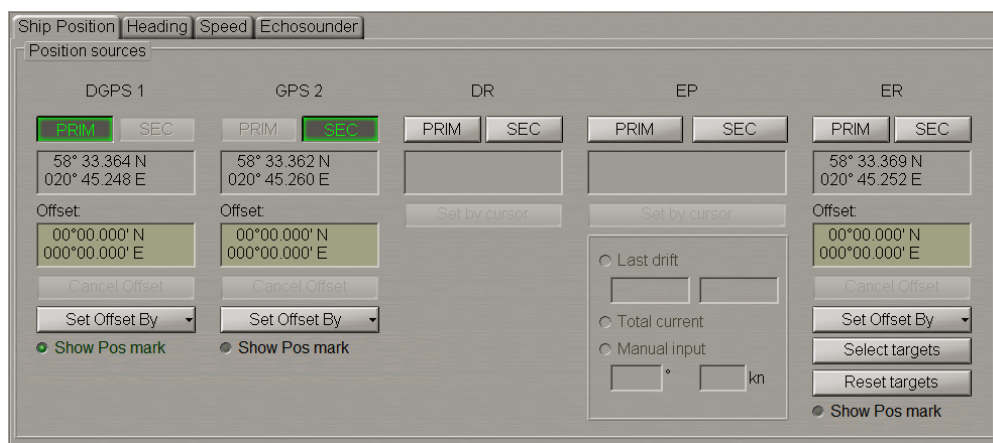 Ship Position Heading Speed Echosounder
Position sources
DGPS 1 GPS 2 DR EP ER
PRIM SEC PRIM SEC PRIM SEC PRIM SEC PRIM SEC
58° 33.364 N 58° 33.362 N 58° 33.369 N
020° 45.248 E 020° 45.260 E 020° 45.252 E
Offset: Offset: Set by cursor Set by cursor Offset:
00°00.000' N 00°00.000' N 00°00.000' N
000°00.000' E 000°00.000' E 000°00.000' E
Last drift
Cancel Offset Cancel Offset Cancel Offset
Set Offset By Set Offset By Total current Set Offset By
Show Pos mark Show Pos mark Manual input Select targets
° kn Reset targets
Show Pos mark